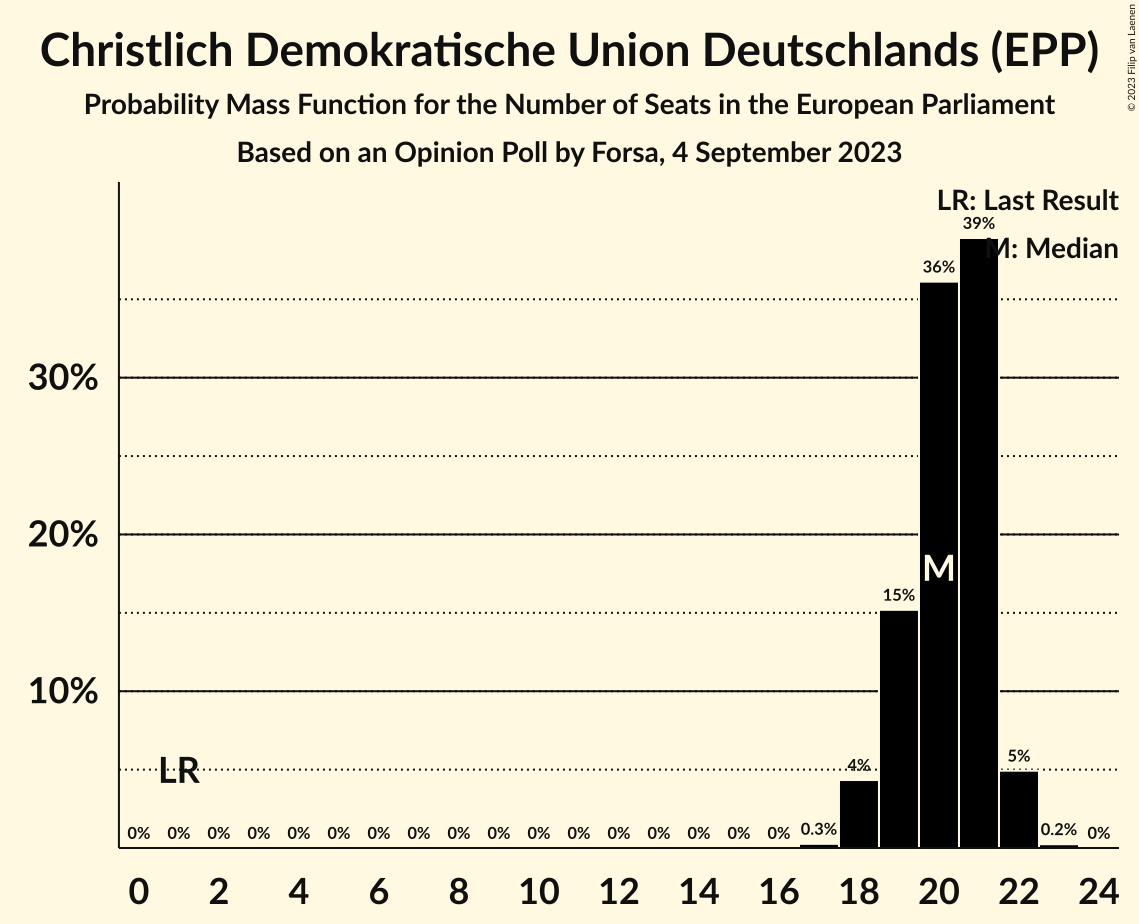 Christlich Demokratische Union Deutschlands (EPP)
Probability Mass Function for the Number of Seats in the European Parliament
Based on an Opinion Poll by Forsa, 4 September 2023
© 2023 Filip van Laenen
LR: Last Result
M: Median
39%
36%
30%
20%
M
15%
10%
LR
4%
5%
0% 0% 0% 0% 0% 0% 0% 0% 0% 0% 0% 0% 0% 0% 0% 0% 0% 0.3% 0.2% 0%
0 2 4 6 8 10 12 14 16 18 20 22 24